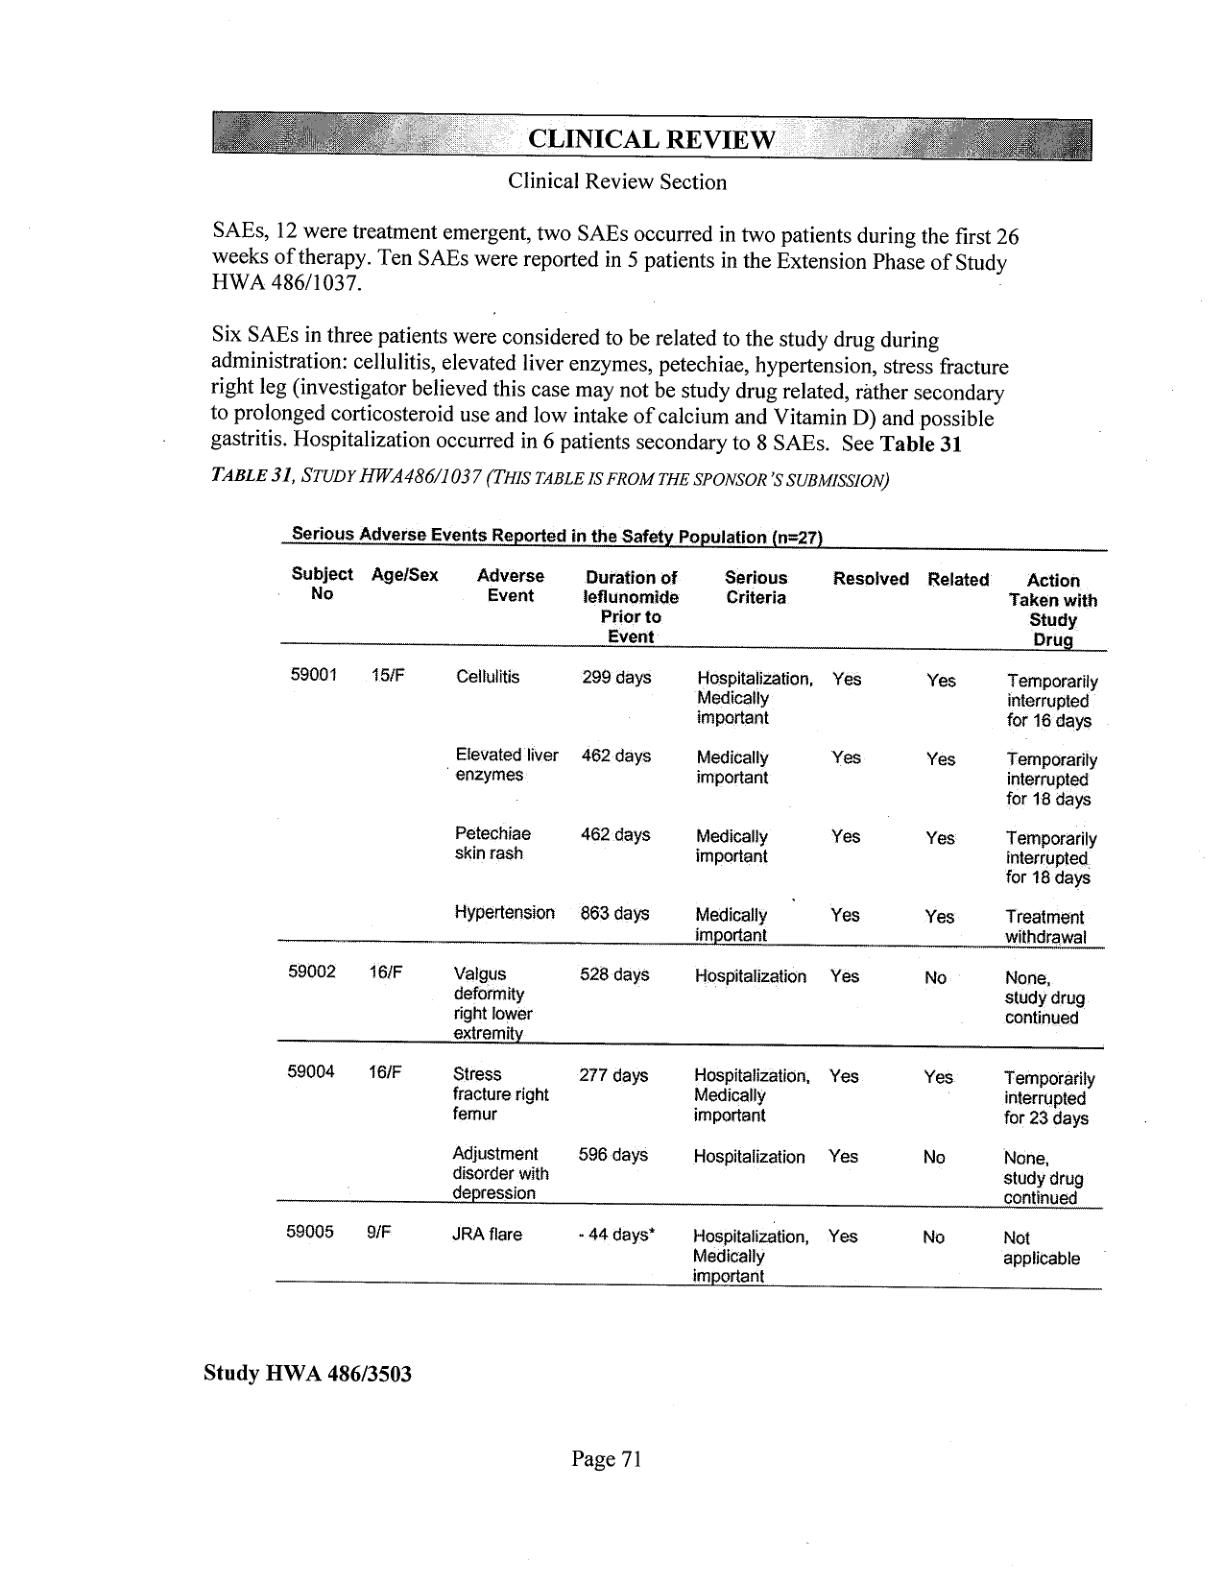 CLINICAL REVIEW
Clinical Review Section
SAEs, 12 were treatment emergent, two SAEs occurred in two patients during the first 26
weeks of therapy. Ten SAEs were reported in 5 patients in the Extension Phase of Study
HWA 486/1037.
Six SAEs in three patients were considered to be related to the study drug during
administration: cellulitis, elevated liver enzymes, petechiae, hypertension, stress fracture
right leg (investigator believed this case may not be study drug related, rather secondary
to prolonged corticosteroid use and low intake of calcium and Vitamin D) and possible
gastritis. Hospitalization occurred in 6 patients secondary to 8 SAEs. See Table 31
TABLE 31, STUDY HWA486/1037 (THIS TABLE IS FROM THE SPONSOR'S SUBMISSION)
Serious Adverse Events Reported in the Safety Population (n=27)
Subject Age/Sex Adverse Duration of Serious Resolved Related Action
No Event leflunomide Criteria Taken with
Prior to Study
Event Drug
59001 15/F Cellulitis 299 days Hospitalization, Yes Yes Temporarily
Medically interrupted
important for 16 days
Elevated liver 462 days Medically Yes Yes Temporarily
enzymes important interrupted
for 18 days
Petechiae 462 days Medically Yes Yes Temporarily
skin rash important interrupted
for 18 days
Hypertension 863 days Medically Yes Yes Treatment
important withdrawal
59002 16/F Valgus 528 days Hospitalization Yes No None,
deformity study drug
right lower continued
extremity
59004 16/F Stress 277 days Hospitalization, Yes Yes Temporarily
fracture right Medically interrupted
femur important for 23 days
Adjustment 596 days Hospitalization Yes No None,
disorder with study drug
depression continued
59005 9/F JRA flare - 44 days* Hospitalization, Yes No Not
Medically applicable
important
Study HWA 486/3503
Page 71